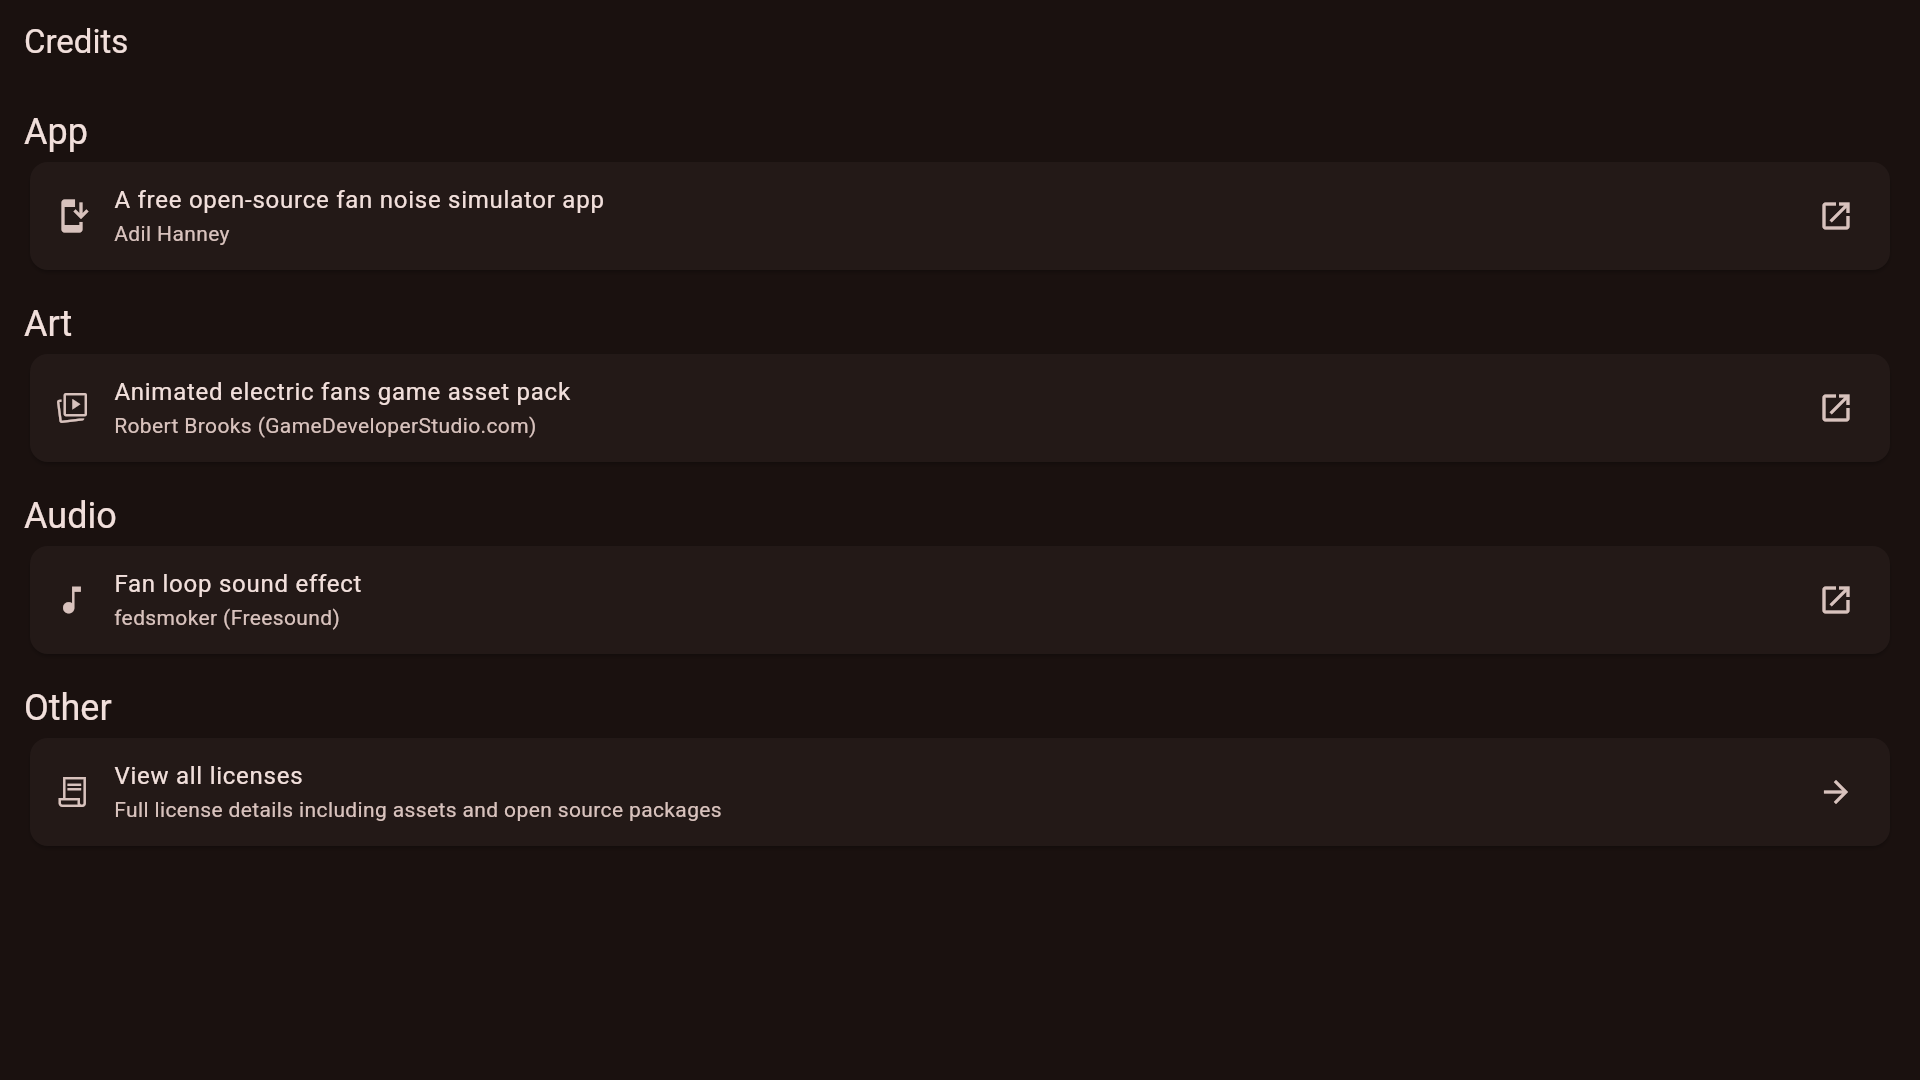 Credits
App
A free open-source fan noise simulator app
Adil Hanney
Art
Animated electric fans game asset pack
Robert Brooks (GameDeveloperStudio.com)
Audio
Fan loop sound effect
fedsmoker (Freesound)
Other
View all licenses
Full license details including assets and open source packages